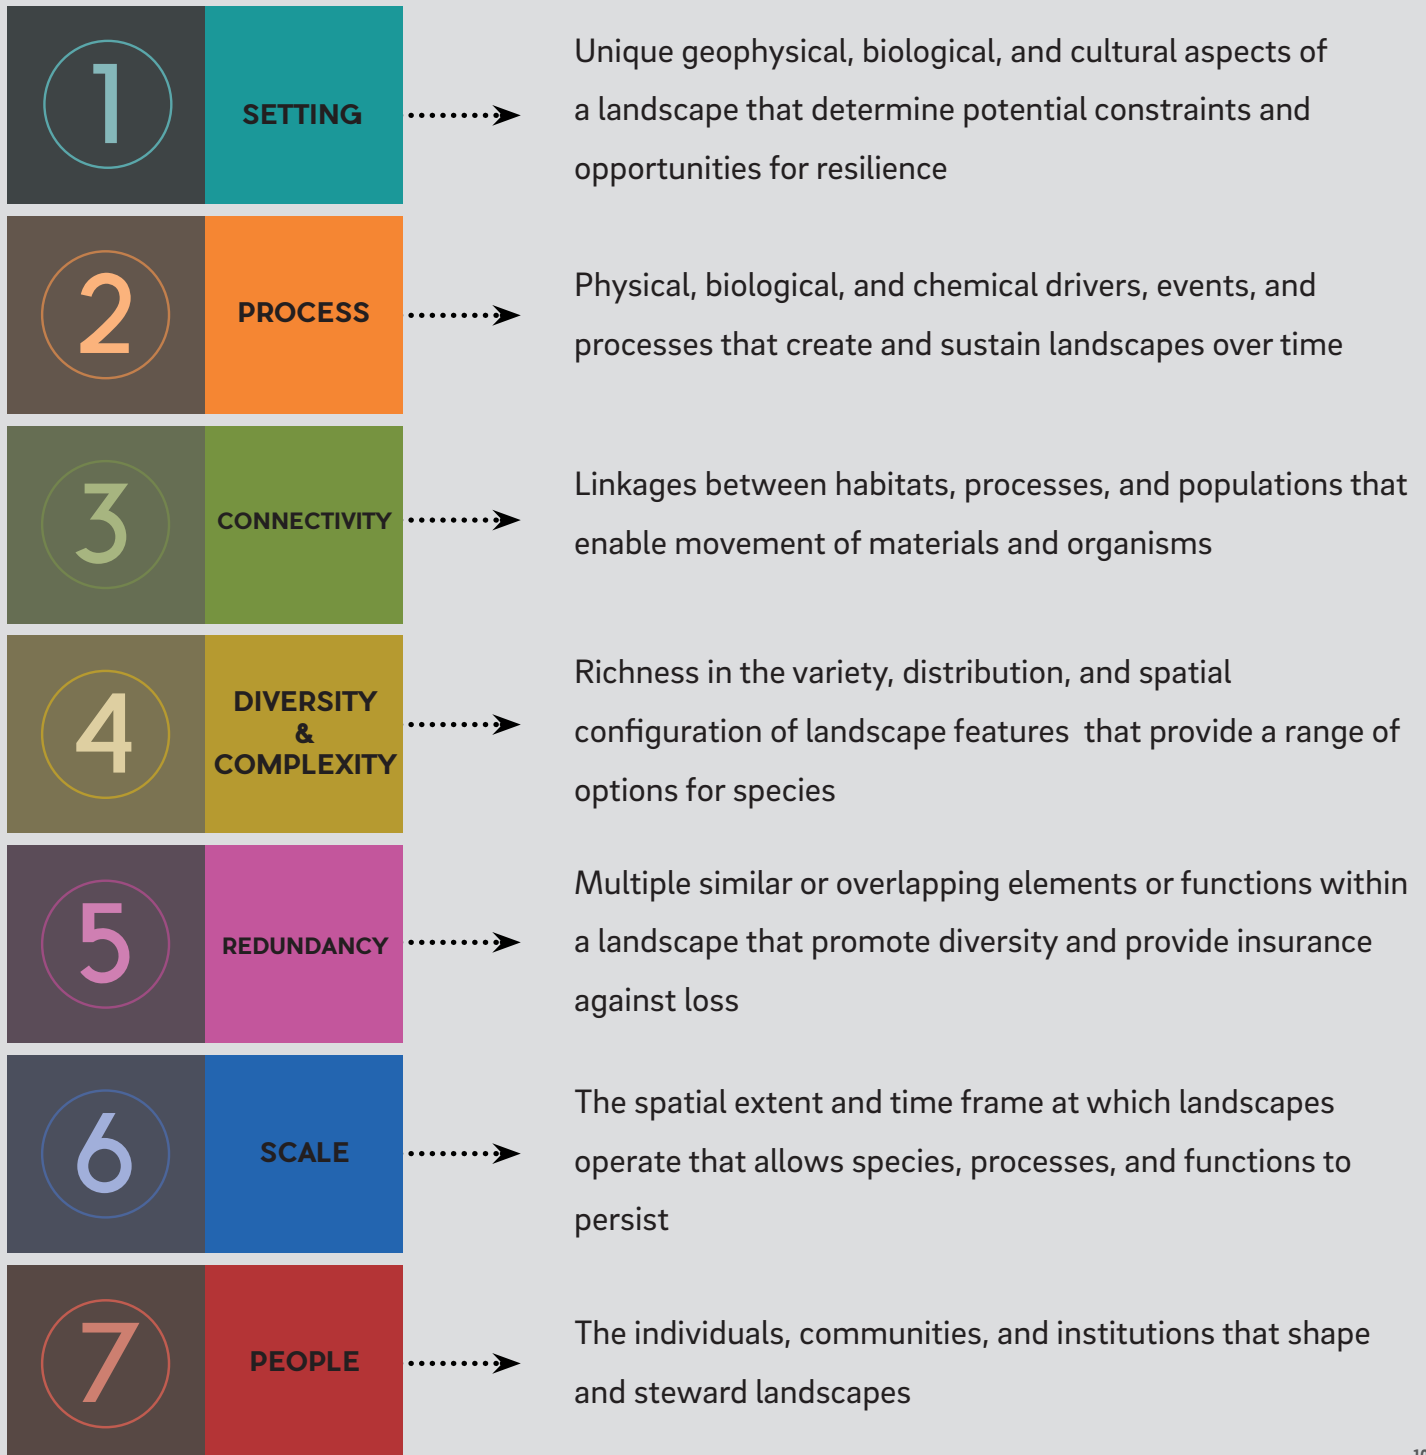 1
SETTING
Unique geophysical, biological, and cultural aspects of
a landscape that determine potential constraints and
opportunities for resilience
2
PROCESS
Physical, biological, and chemical drivers, events, and
processes that create and sustain landscapes over time
3
CONNECTIVITY
Linkages between habitats, processes, and populations that
enable movement of materials and organisms
4
DIVERSITY
&
COMPLEXITY
Richness in the variety, distribution, and spatial
configuration of landscape features  that provide a range of
options for species
5
REDUNDANCY
Multiple similar or overlapping elements or functions within
a landscape that promote diversity and provide insurance
against loss
6
SCALE
The spatial extent and time frame at which landscapes
operate that allows species, processes, and functions to
persist
7
PEOPLE
The individuals, communities, and institutions that shape
and steward landscapes